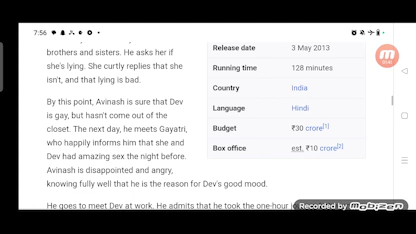 7:56
brothers and sisters. He asks her if
she's lying. She curtly replies that she
isn't, and that lying is bad.
By this point, Avinash is sure that Dev
is gay, but hasn't come out of the
closet. The next day, he meets Gayatri,
who happily informs him that she and
Dev had amazing sex the night before.
Avinash is disappointed and angry,
knowing fully well that he is the reason for Dev's good mood.
He goes to meet Dev at work. He admits that he took the one-hour
Release date 3 May 2013
Running time 128 minutes
Country India
Language Hindi
Budget ₹30 crore[1]
Box office est. ₹10 crore[2]
Recorded by mobizen